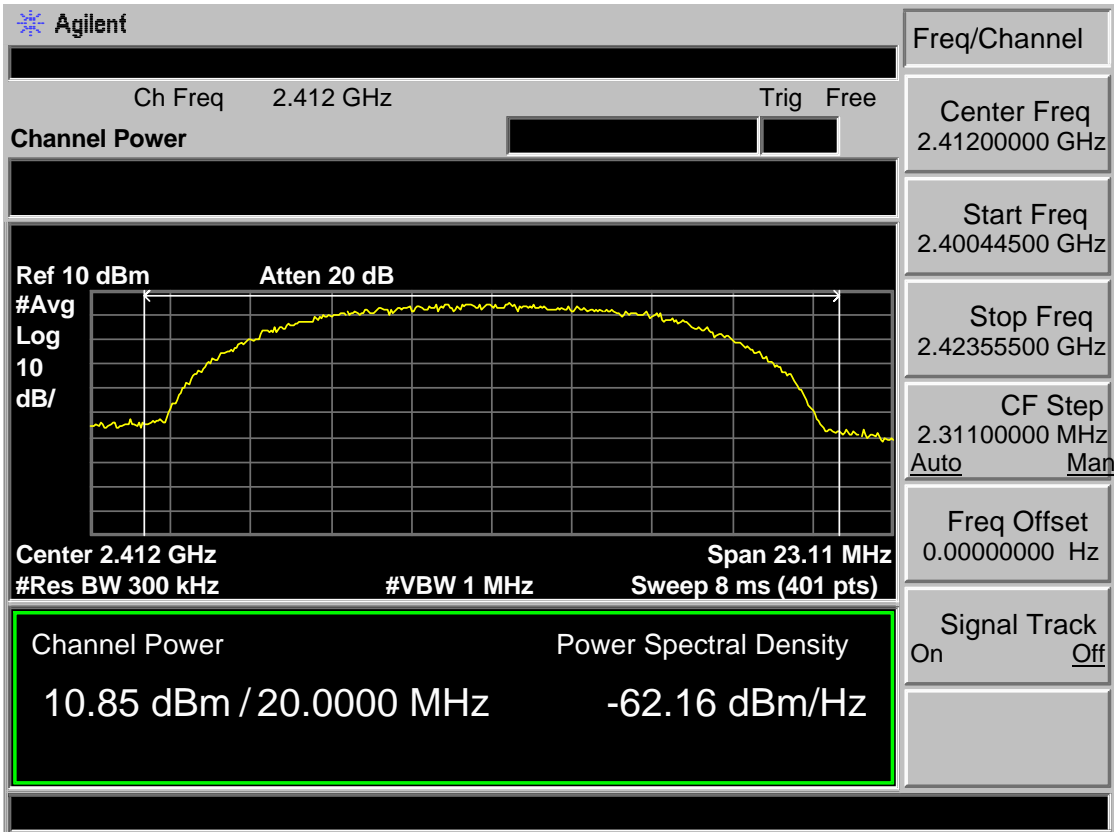 Agilent
Freq/Channel
Ch Freq 2.412 GHz Trig Free
Channel Power
Center Freq
2.41200000 GHz
Start Freq
2.40044500 GHz
Stop Freq
2.42355500 GHz
CF Step
2.31100000 MHz
Auto Man
Freq Offset
0.00000000 Hz
Signal Track
On Off
Ref 10 dBm Atten 20 dB
#Avg
Log
10
dB/
Center 2.412 GHz Span 23.11 MHz
#Res BW 300 kHz #VBW 1 MHz Sweep 8 ms (401 pts)
Channel Power Power Spectral Density
10.85 dBm / 20.0000 MHz -62.16 dBm/Hz